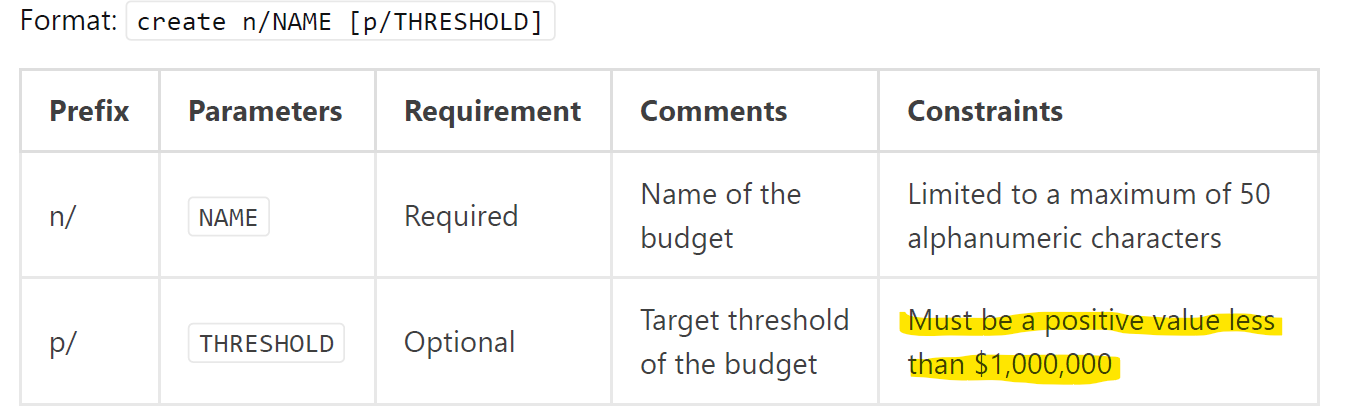 Format: create n/NAME [p/THRESHOLD]
Prefix Parameters Requirement Comments Constraints
n/ NAME Required Name of the budget Limited to a maximum of 50 alphanumeric characters
p/ THRESHOLD Optional Target threshold of the budget Must be a positive value less than $1,000,000